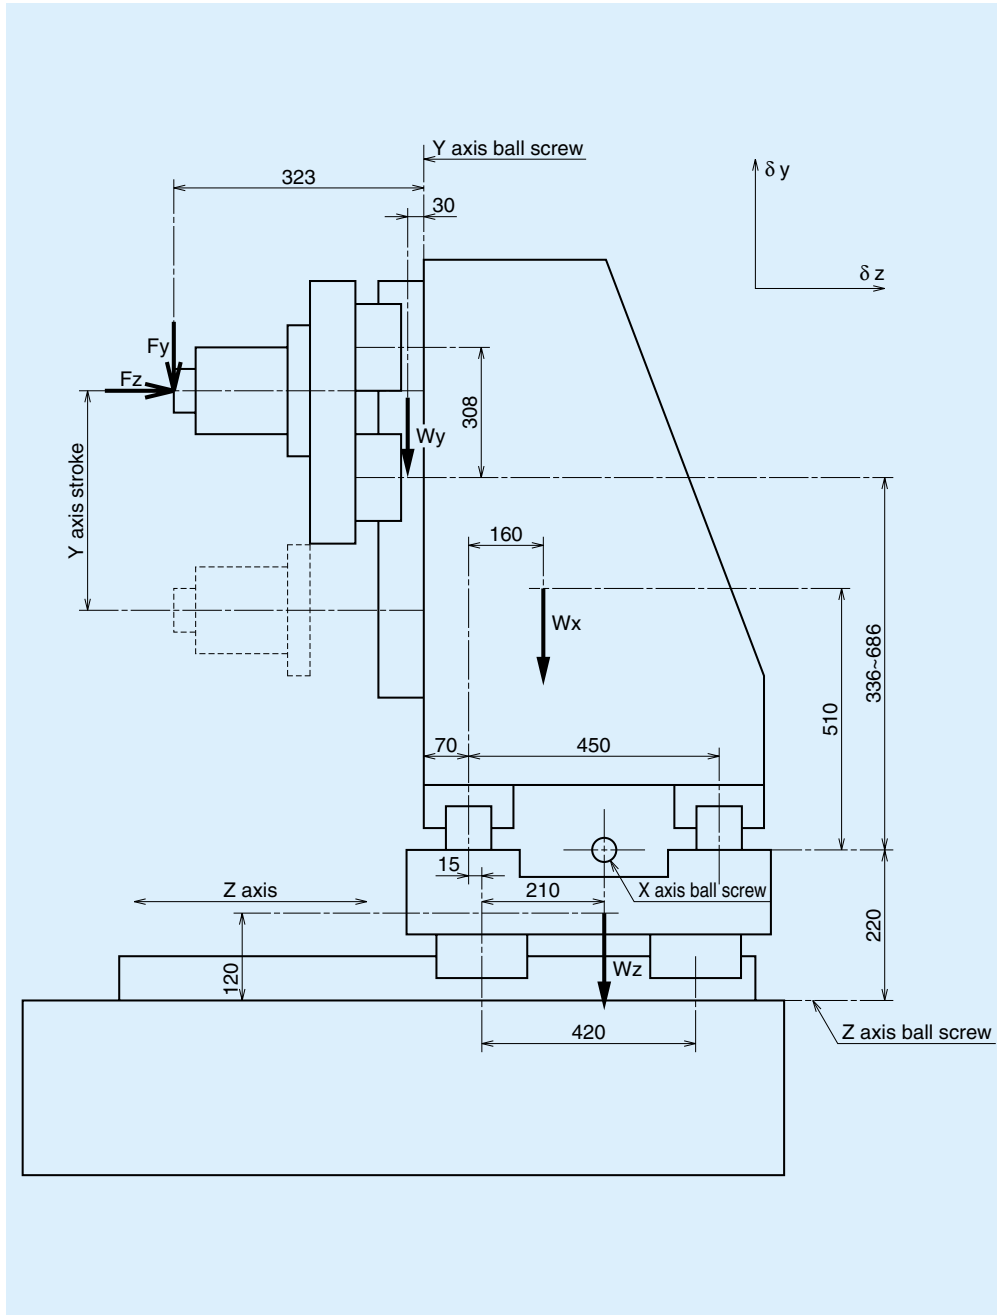 Y axis ball screw
323
30
δ y
δ z
Fy
Fz
308
Wy
Y axis stroke
160
Wx
336~686
510
70
450
15
X axis ball screw
Z axis
210
220
120
Wz
420
Z axis ball screw